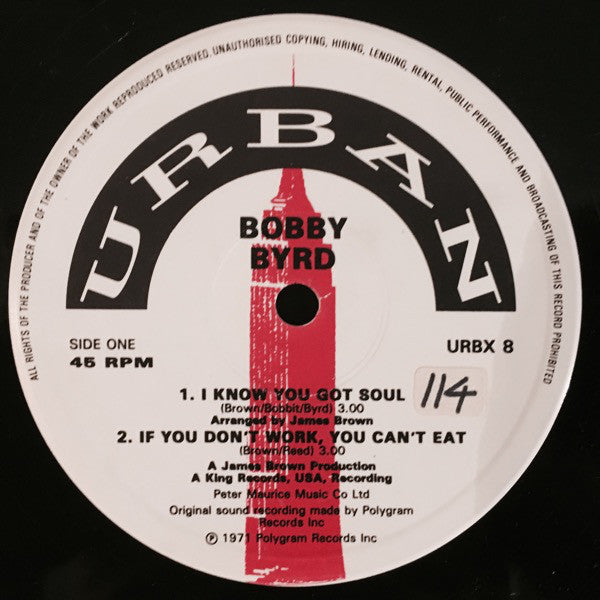 ALL RIGHTS OF THE PRODUCER AND OF THE OWNER OF THE WORK REPRODUCED RESERVED. UNAUTHORISED COPYING, HIRING, LENDING, RENTAL, PUBLIC PERFORMANCE AND BROADCASTING OF THIS RECORD PROHIBITED
URBAN
BOBBY
BYRD
SIDE ONE
45 RPM
URBX 8
1. I KNOW YOU GOT SOUL
(Brown/Bobbit/Byrd) 3.00
Arranged by James Brown
114
2. IF YOU DON'T WORK, YOU CAN'T EAT
(Brown/Reed) 3.00
A James Brown Production
A King Records, USA, Recording
Peter Maurice Music Co Ltd
Original sound recording made by Polygram
Records Inc
℗ 1971 Polygram Records Inc